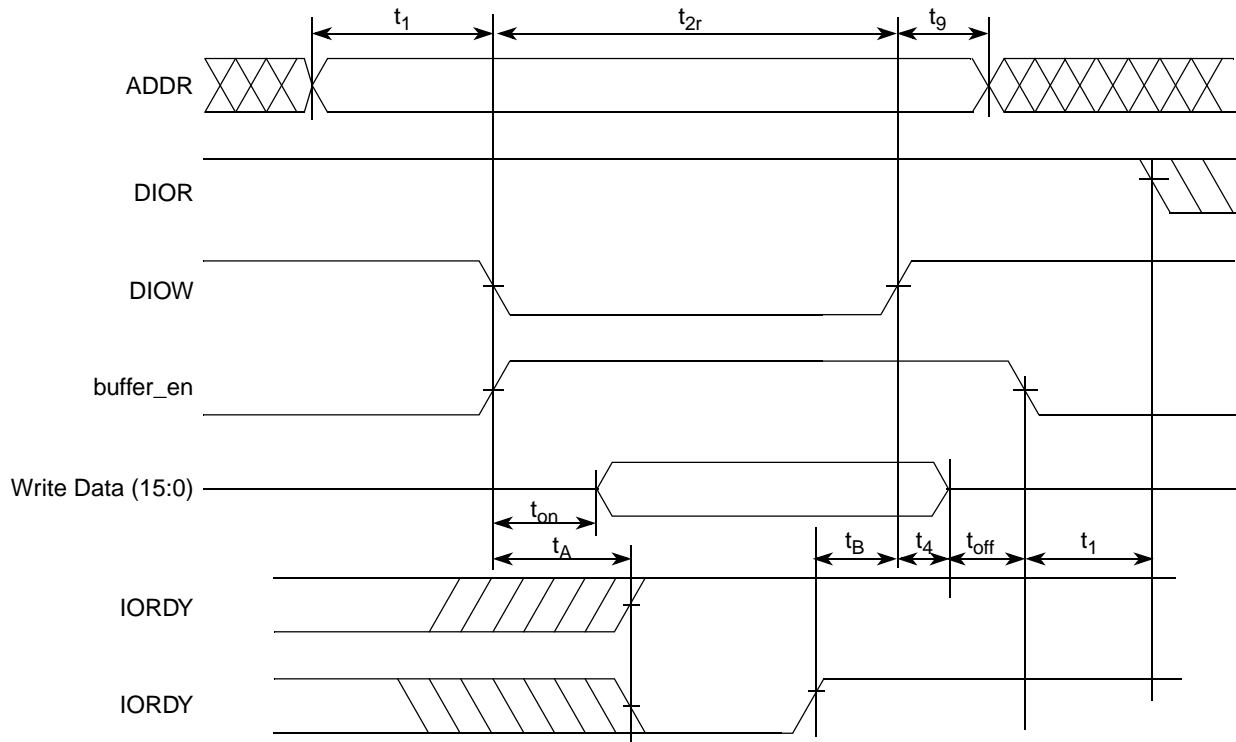 t1 t2r t9
ADDR
DIOR
DIOW
buffer_en
Write Data (15:0)
ton
tA tB t4 toff t1
IORDY
IORDY